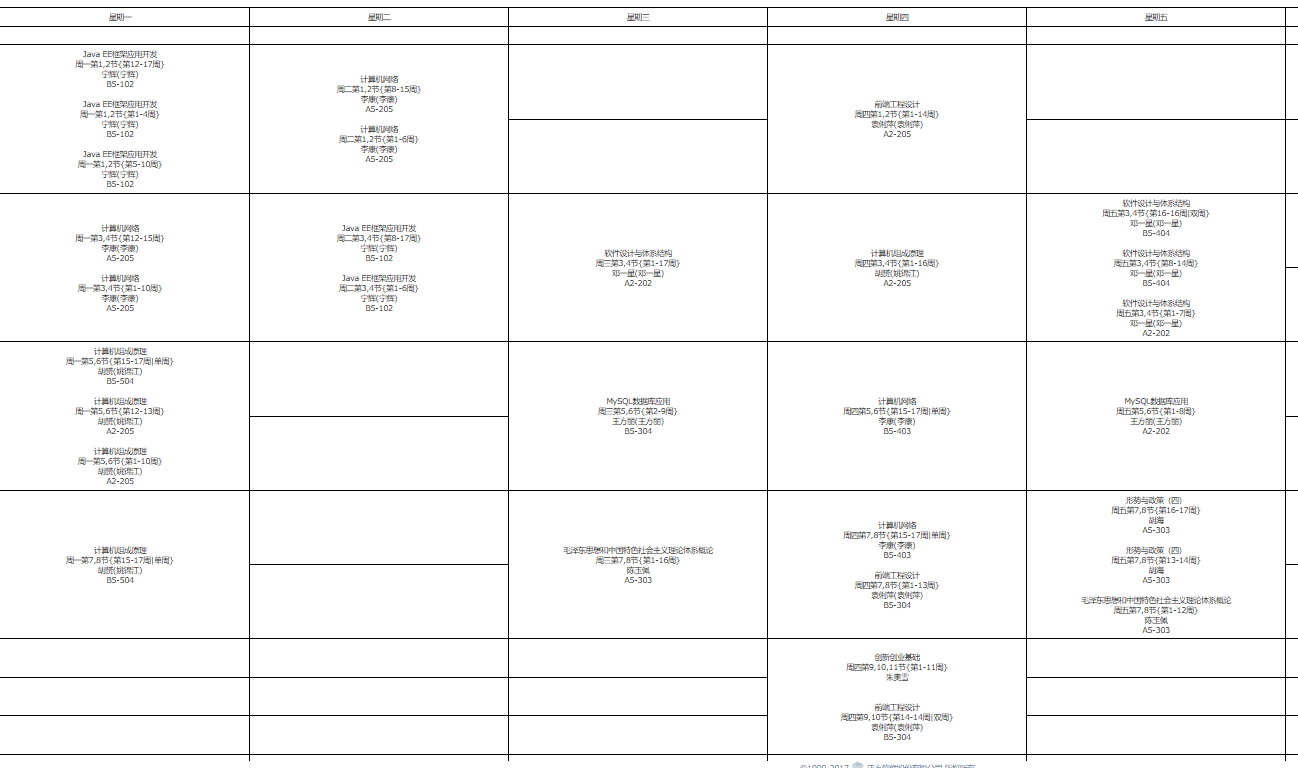 星期一
星期二
星期三
星期四
星期五
Java EE框架应用开发
周一第1,2节{第12-17周}
宁辉(宁辉)
B5-102
Java EE框架应用开发
周一第1,2节{第1-4周}
宁辉(宁辉)
B5-102
Java EE框架应用开发
周一第1,2节{第5-10周}
宁辉(宁辉)
B5-102
计算机网络
周二第1,2节{第8-15周}
李康(李康)
A5-205
计算机网络
周二第1,2节{第1-6周}
李康(李康)
A5-205
前端工程设计
周四第1,2节{第1-14周}
袁俐萍(袁俐萍)
A2-205
计算机网络
周一第3,4节{第12-15周}
李康(李康)
A5-205
计算机网络
周一第3,4节{第1-10周}
李康(李康)
A5-205
Java EE框架应用开发
周二第3,4节{第8-17周}
宁辉(宁辉)
B5-102
Java EE框架应用开发
周二第3,4节{第1-6周}
宁辉(宁辉)
B5-102
软件设计与体系结构
周三第3,4节{第1-17周}
邓一星(邓一星)
A2-202
计算机组成原理
周四第3,4节{第1-16周}
胡赟(姚锦江)
A2-205
软件设计与体系结构
周五第3,4节{第16-16周|双周}
邓一星(邓一星)
B5-404
软件设计与体系结构
周五第3,4节{第8-14周}
邓一星(邓一星)
B5-404
软件设计与体系结构
周五第3,4节{第1-7周}
邓一星(邓一星)
A2-202
计算机组成原理
周一第5,6节{第15-17周|单周}
胡赟(姚锦江)
B5-504
计算机组成原理
周一第5,6节{第12-13周}
胡赟(姚锦江)
A2-205
计算机组成原理
周一第5,6节{第1-10周}
胡赟(姚锦江)
A2-205
MySQL数据库应用
周三第5,6节{第2-9周}
王方丽(王方丽)
B5-304
计算机网络
周四第5,6节{第15-17周|单周}
李康(李康)
B5-403
MySQL数据库应用
周五第5,6节{第1-8周}
王方丽(王方丽)
A2-202
计算机组成原理
周一第7,8节{第15-17周|单周}
胡赟(姚锦江)
B5-504
毛泽东思想和中国特色社会主义理论体系概论
周三第7,8节{第1-16周}
陈玉佩
A5-303
计算机网络
周四第7,8节{第15-17周|单周}
李康(李康)
B5-403
前端工程设计
周四第7,8节{第1-13周}
袁俐萍(袁俐萍)
B5-304
形势与政策（四）
周五第7,8节{第16-17周}
胡海
A5-303
形势与政策（四）
周五第7,8节{第13-14周}
胡海
A5-303
毛泽东思想和中国特色社会主义理论体系概论
周五第7,8节{第1-12周}
陈玉佩
A5-303
创新创业基础
周四第9,10,11节{第1-11周}
前端工程设计
周四第9,10节{第14-14周|双周}
袁俐萍(袁俐萍)
B5-304